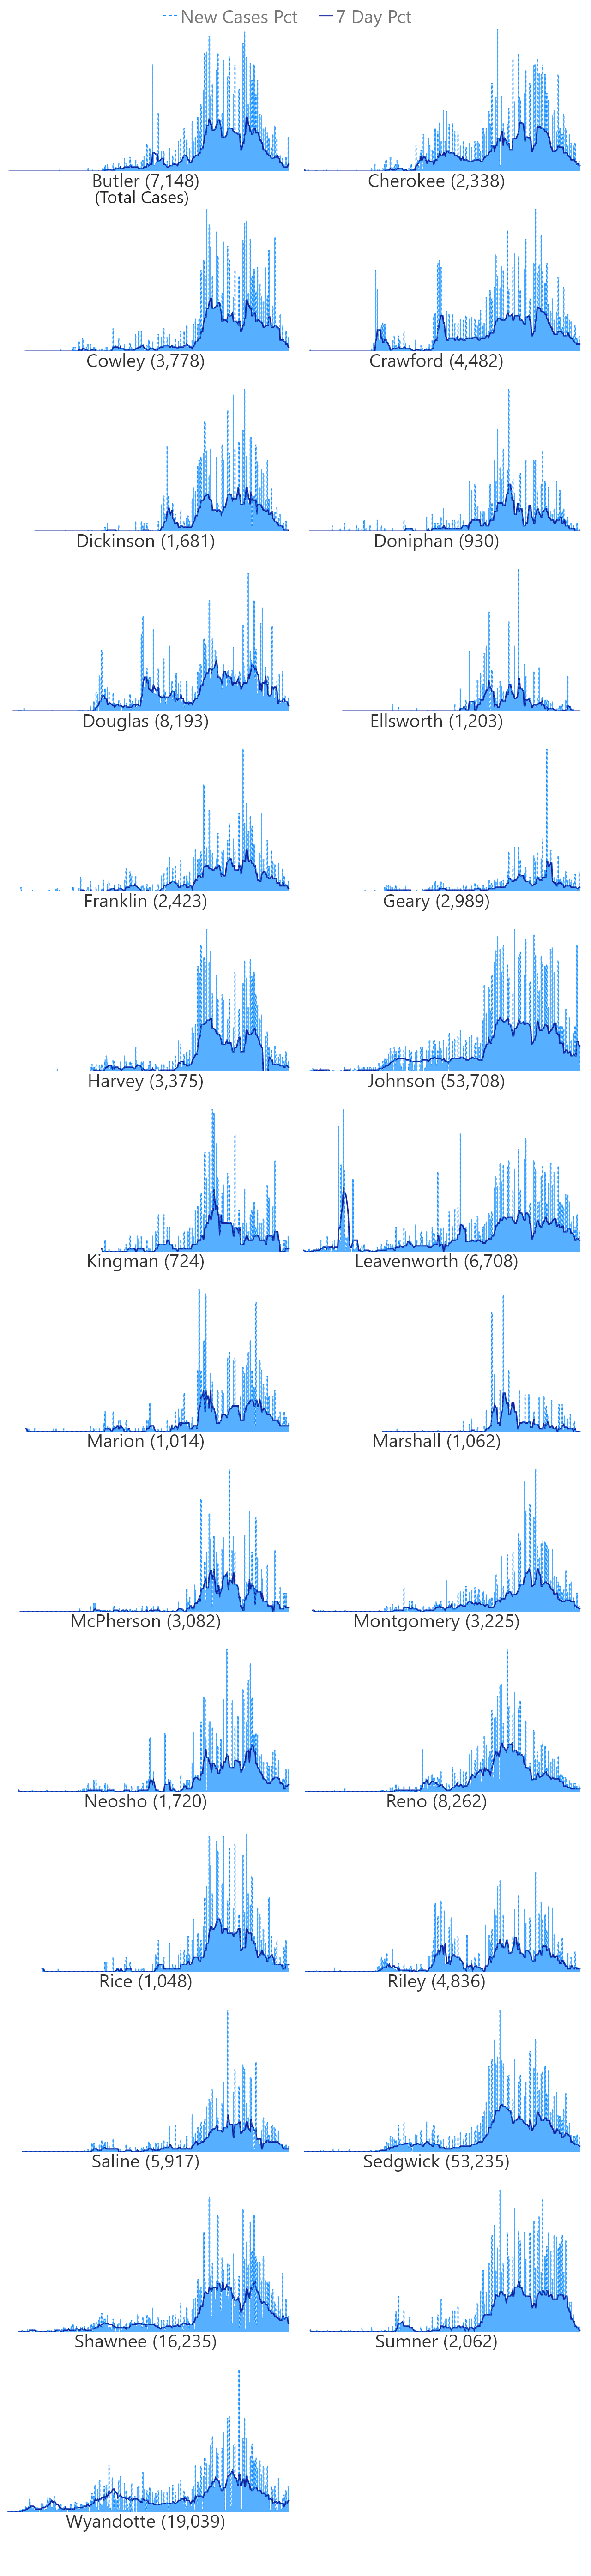 New Cases Pct 7 Day Pct
Butler (7,148) Cherokee (2,338)
(Total Cases)
Cowley (3,778) Crawford (4,482)
Dickinson (1,681) Doniphan (930)
Douglas (8,193) Ellsworth (1,203)
Franklin (2,423) Geary (2,989)
Harvey (3,375) Johnson (53,708)
Kingman (724) Leavenworth (6,708)
Marion (1,014) Marshall (1,062)
McPherson (3,082) Montgomery (3,225)
Neosho (1,720) Reno (8,262)
Rice (1,048) Riley (4,836)
Saline (5,917) Sedgwick (53,235)
Shawnee (16,235) Sumner (2,062)
Wyandotte (19,039)